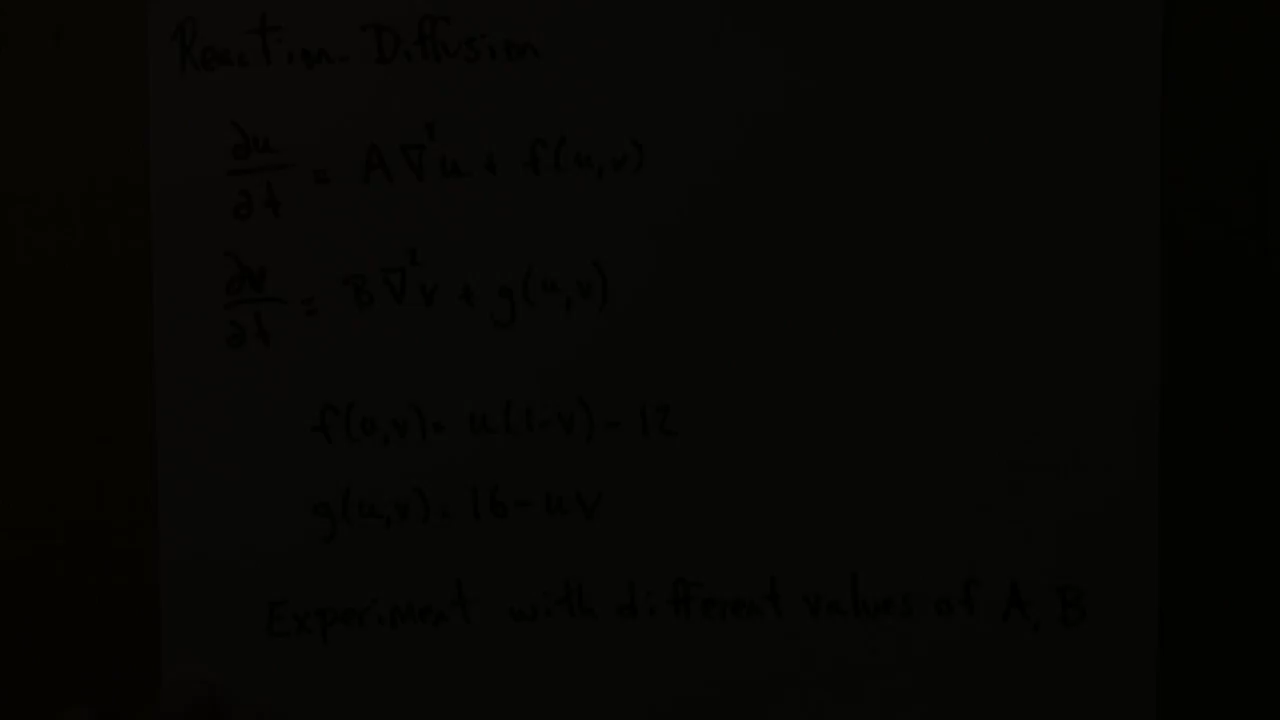 Reaction-Diffusion
∂u/∂t = A∇²u + f(u,v)
∂v/∂t = B∇²v + g(u,v)
f(u,v) = u(1-v) - 12
g(u,v) = 16 - uv
Experiment with different values of A, B